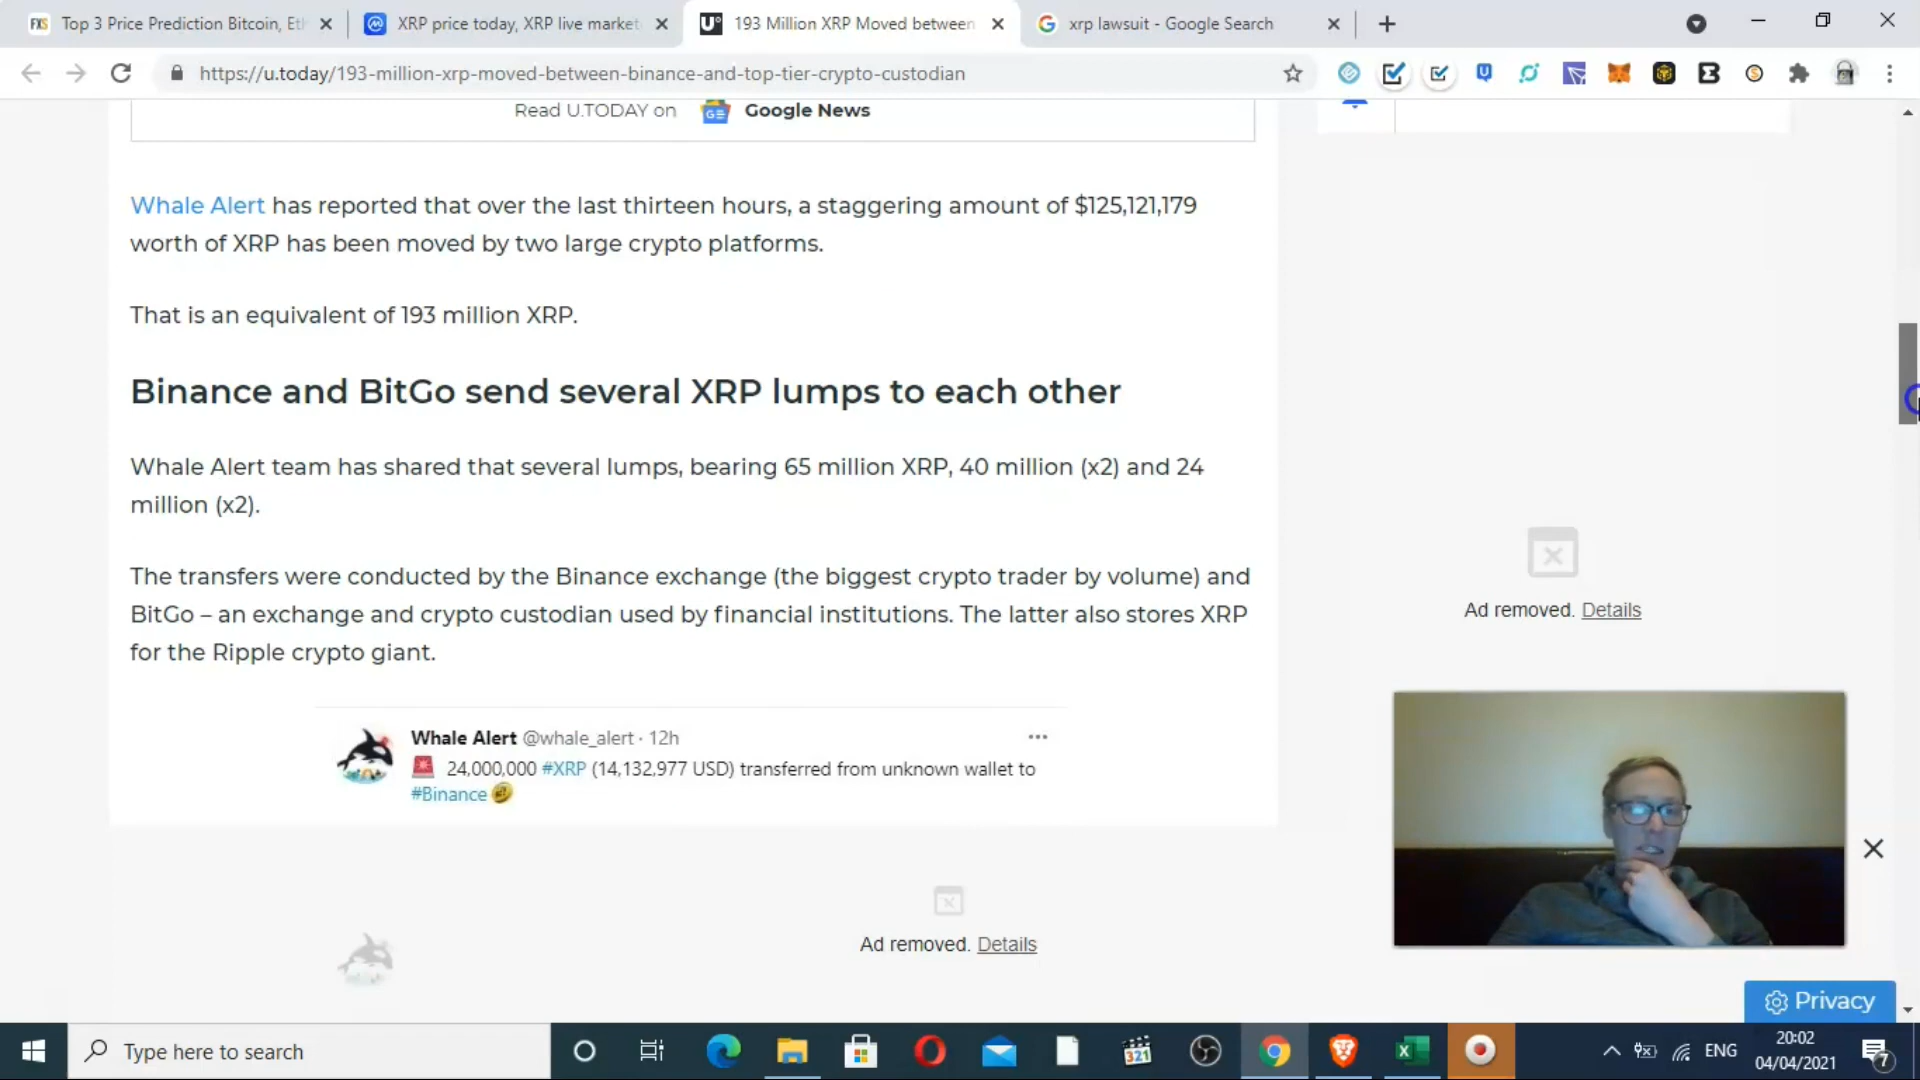 FXS Top 3 Price Prediction Bitcoin, Eth
XRP price today, XRP live market
U° 193 Million XRP Moved between
xrp lawsuit - Google Search
https://u.today/193-million-xrp-moved-between-binance-and-top-tier-crypto-custodian
Read U.TODAY on Google News
Whale Alert has reported that over the last thirteen hours, a staggering amount of $125,121,179
worth of XRP has been moved by two large crypto platforms.
That is an equivalent of 193 million XRP.
Binance and BitGo send several XRP lumps to each other
Whale Alert team has shared that several lumps, bearing 65 million XRP, 40 million (x2) and 24
million (x2).
The transfers were conducted by the Binance exchange (the biggest crypto trader by volume) and
BitGo – an exchange and crypto custodian used by financial institutions. The latter also stores XRP
for the Ripple crypto giant.
Whale Alert @whale_alert · 12h
24,000,000 #XRP (14,132,977 USD) transferred from unknown wallet to
#Binance
Ad removed. Details
Ad removed. Details
Privacy
Type here to search
321
ENG
20:02
04/04/2021
7